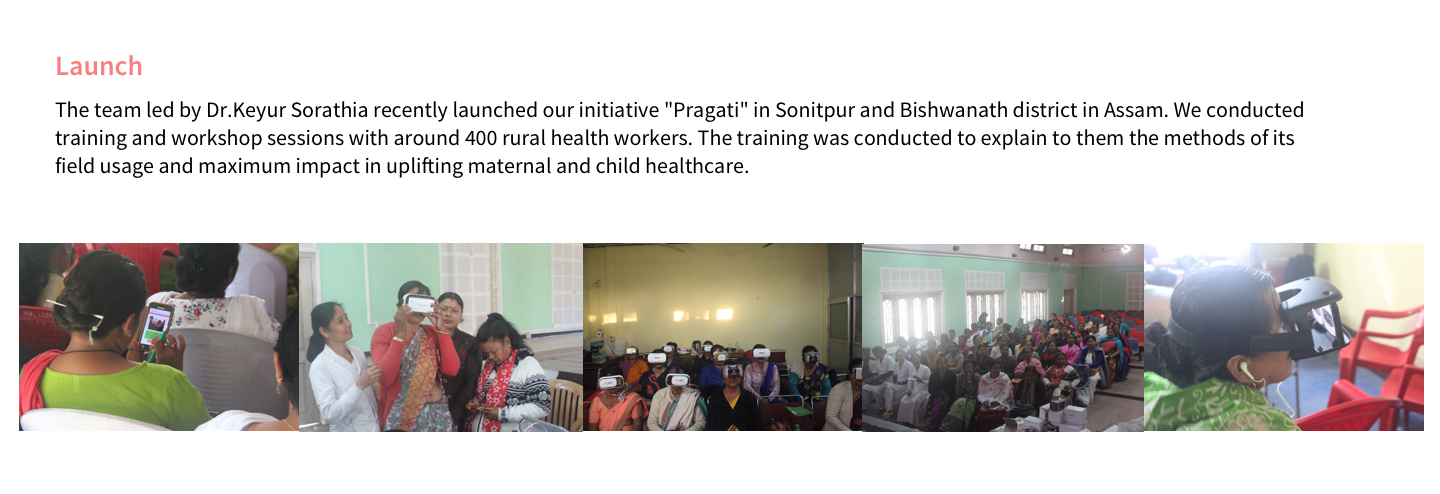 Launch
The team led by Dr.Keyur Sorathia recently launched our initiative "Pragati" in Sonitpur and Bishwanath district in Assam. We conducted
training and workshop sessions with around 400 rural health workers. The training was conducted to explain to them the methods of its
field usage and maximum impact in uplifting maternal and child healthcare.